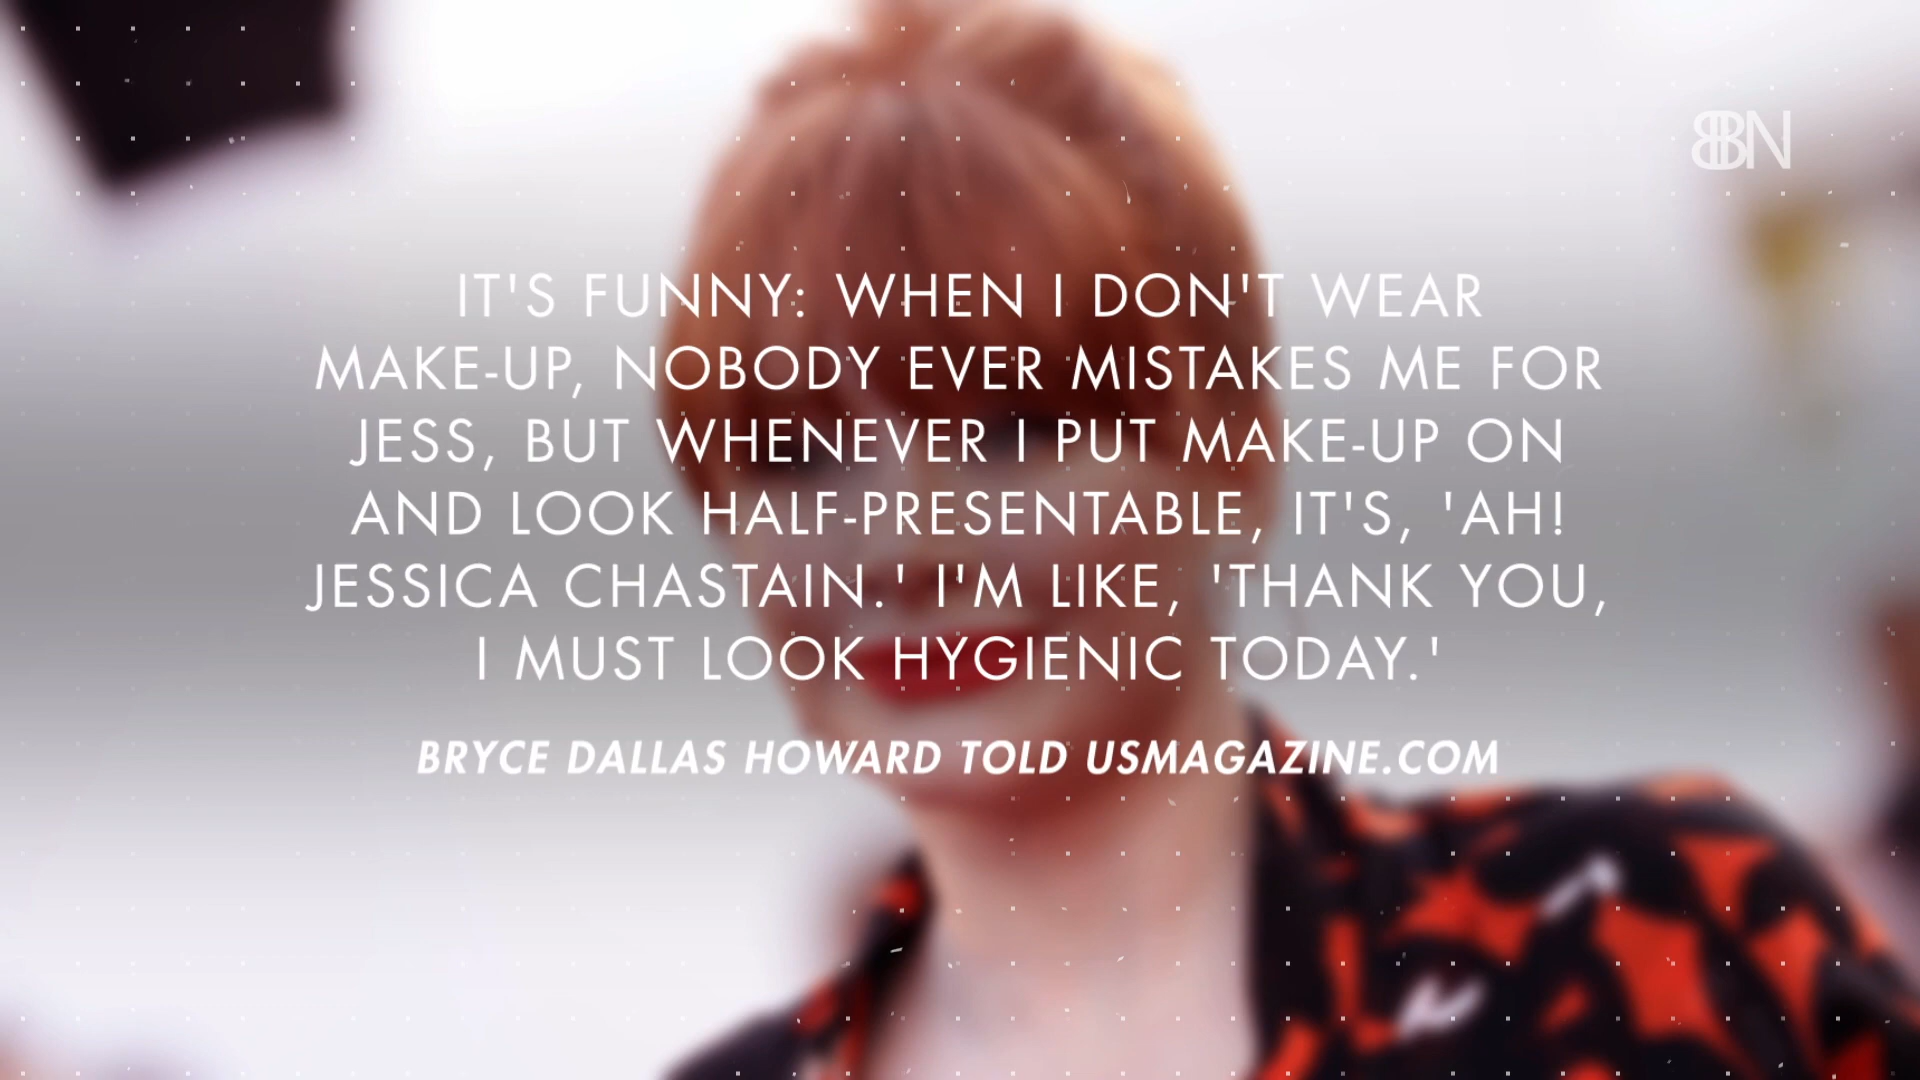 BBN
IT'S FUNNY: WHEN I DON'T WEAR
MAKE-UP, NOBODY EVER MISTAKES ME FOR
JESS, BUT WHENEVER I PUT MAKE-UP ON
AND LOOK HALF-PRESENTABLE, IT'S, 'AH!
JESSICA CHASTAIN.' I'M LIKE, 'THANK YOU,
I MUST LOOK HYGIENIC TODAY.'
BRYCE DALLAS HOWARD TOLD USMAGAZINE.COM